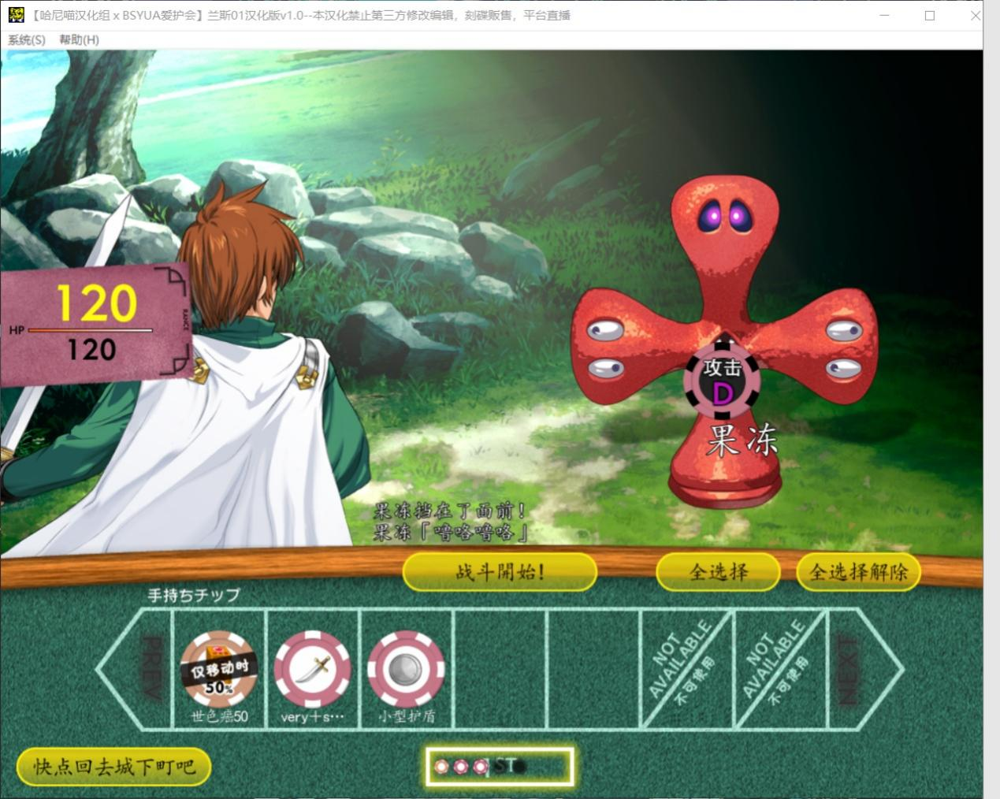 【哈尼喵汉化组 x BSYUA爱护会】兰斯01汉化版v1.0--本汉化禁止第三方修改编辑，刻碟贩售，平台直播
系统(S) 帮助(H)
120
HP
120
RANCE
攻击
D
果冻
果冻挡在了面前！
果冻「噜咯噜咯」
战斗開始！
全选择
全选择解除
手持ちチップ
PREV
仅移动时
50%
世色癌50
very＋s…
小型护盾
NOT AVAILABLE
不可使用
NOT AVAILABLE
不可使用
NEXT
快点回去城下町吧
ST